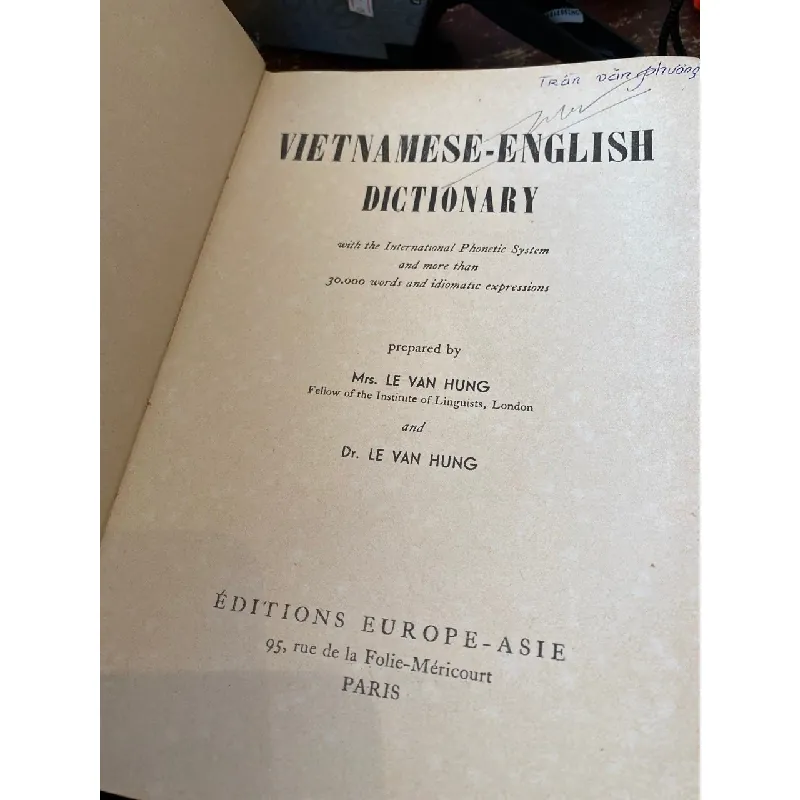 Trần Văn Phương
VIETNAMESE-ENGLISH
DICTIONARY
with the International Phonetic System
and more than
30.000 words and idiomatic expressions
prepared by
Mrs. LE VAN HUNG
Fellow of the Institute of Linguists, London
and
Dr. LE VAN HUNG
ÉDITIONS EUROPE-ASIE
95, rue de la Folie-Méricourt
PARIS